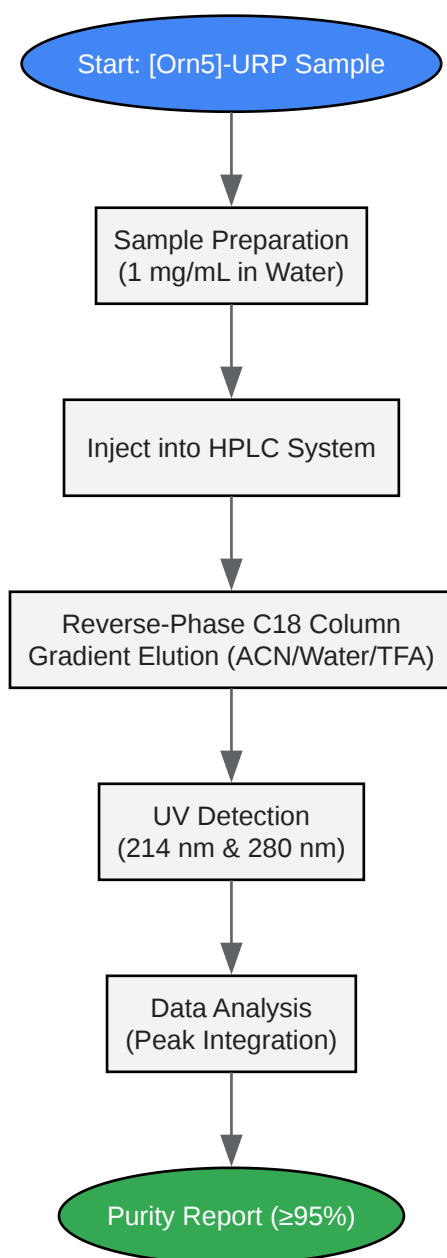 Start: [Orn5]-URP Sample
Sample Preparation
(1 mg/mL in Water)
Inject into HPLC System
Reverse-Phase C18 Column
Gradient Elution (ACN/Water/TFA)
UV Detection
(214 nm & 280 nm)
Data Analysis
(Peak Integration)
Purity Report (≥95%)